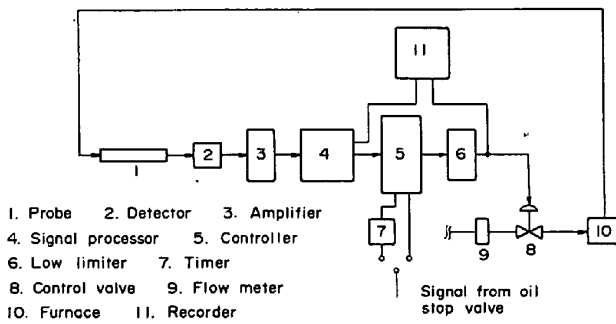 11
1
2
3
4
5
6
7
8
9
10
Signal from oil
stop valve
1. Probe 2. Detector 3. Amplifier
4. Signal processor 5. Controller
6. Low limiter 7. Timer
8. Control valve 9. Flow meter
10. Furnace 11. Recorder